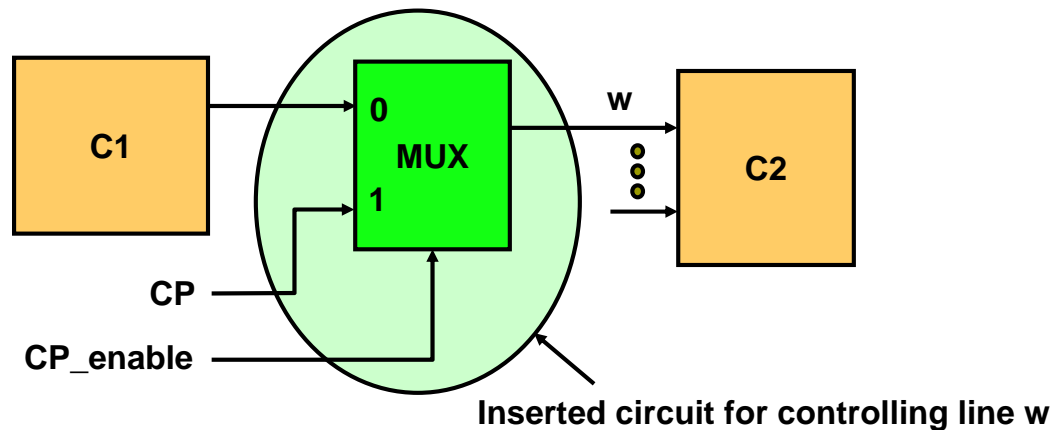 C1
0
MUX
1
w
C2
CP
CP_enable
Inserted circuit for controlling line w